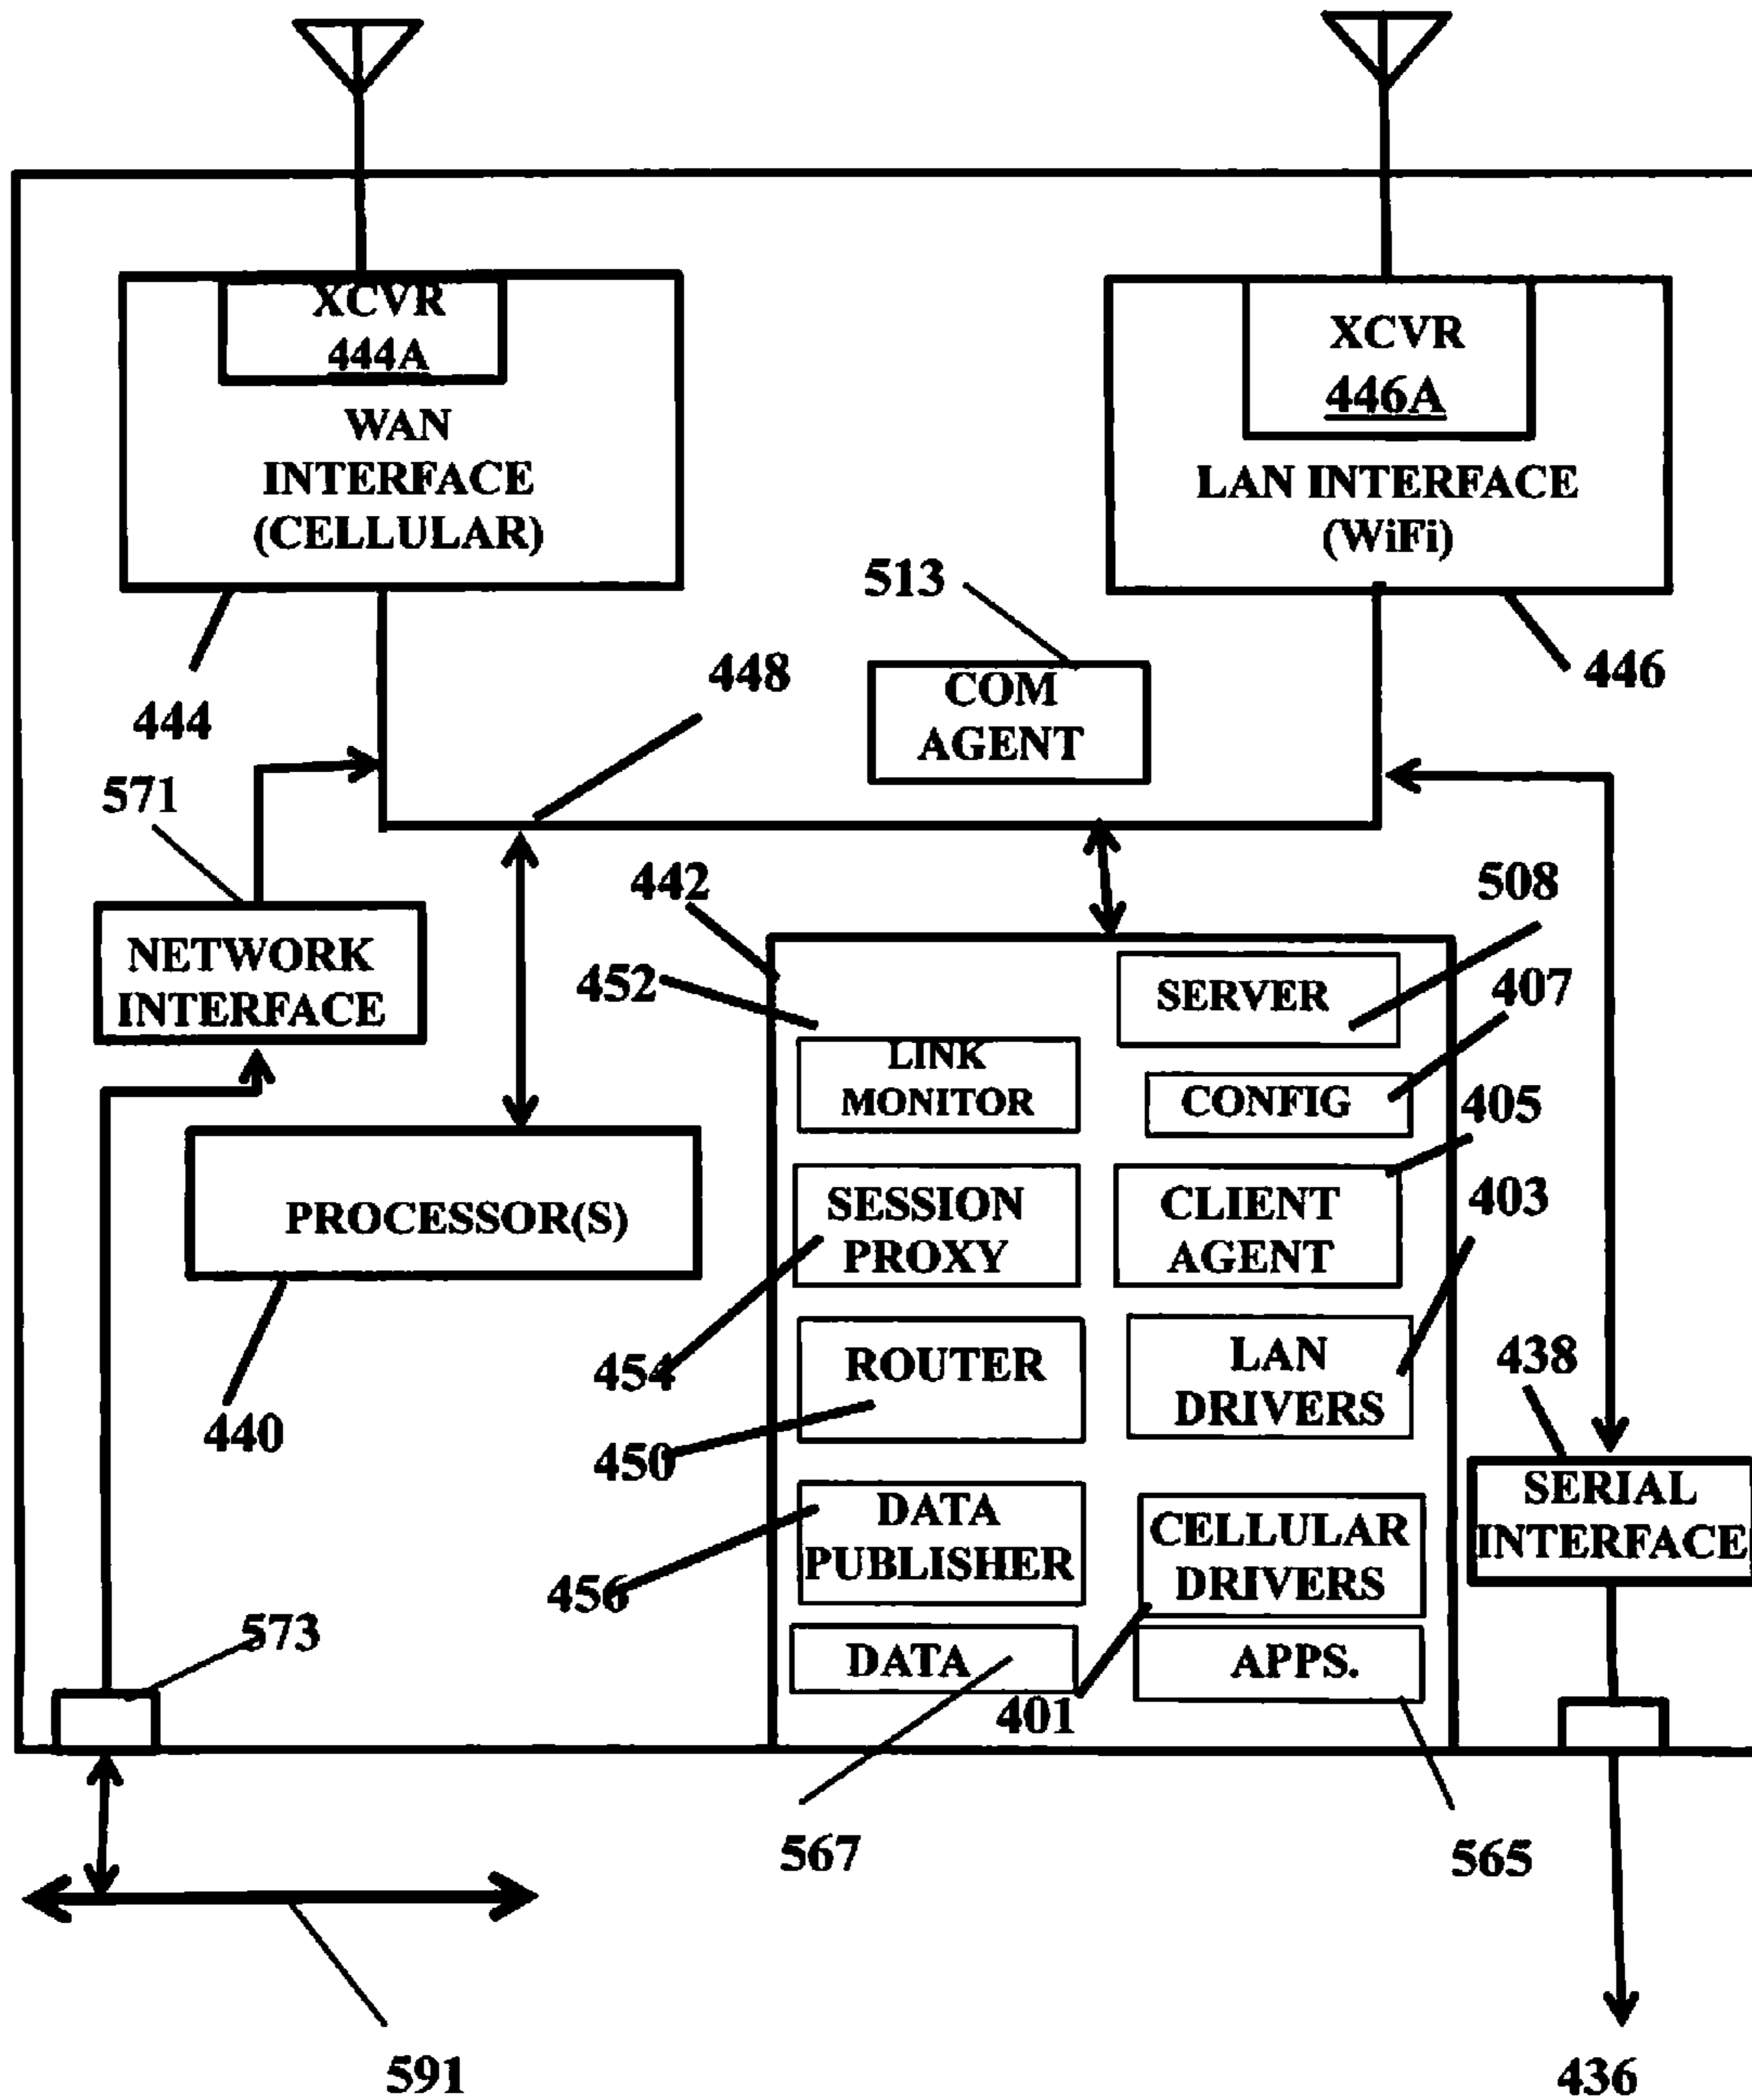 XCVR
444A
WAN
INTERFACE
(CELLULAR)
XCVR
446A
LAN INTERFACE
(WiFi)
513
444
448
COM
AGENT
446
571
442
508
NETWORK
INTERFACE
452
SERVER
407
LINK
MONITOR
CONFIG
405
PROCESSOR(S)
SESSION
PROXY
CLIENT
AGENT
403
454
ROUTER
LAN
DRIVERS
438
440
450
DATA
PUBLISHER
CELLULAR
DRIVERS
SERIAL
INTERFACE
456
573
DATA
APPS.
401
567
565
591
436